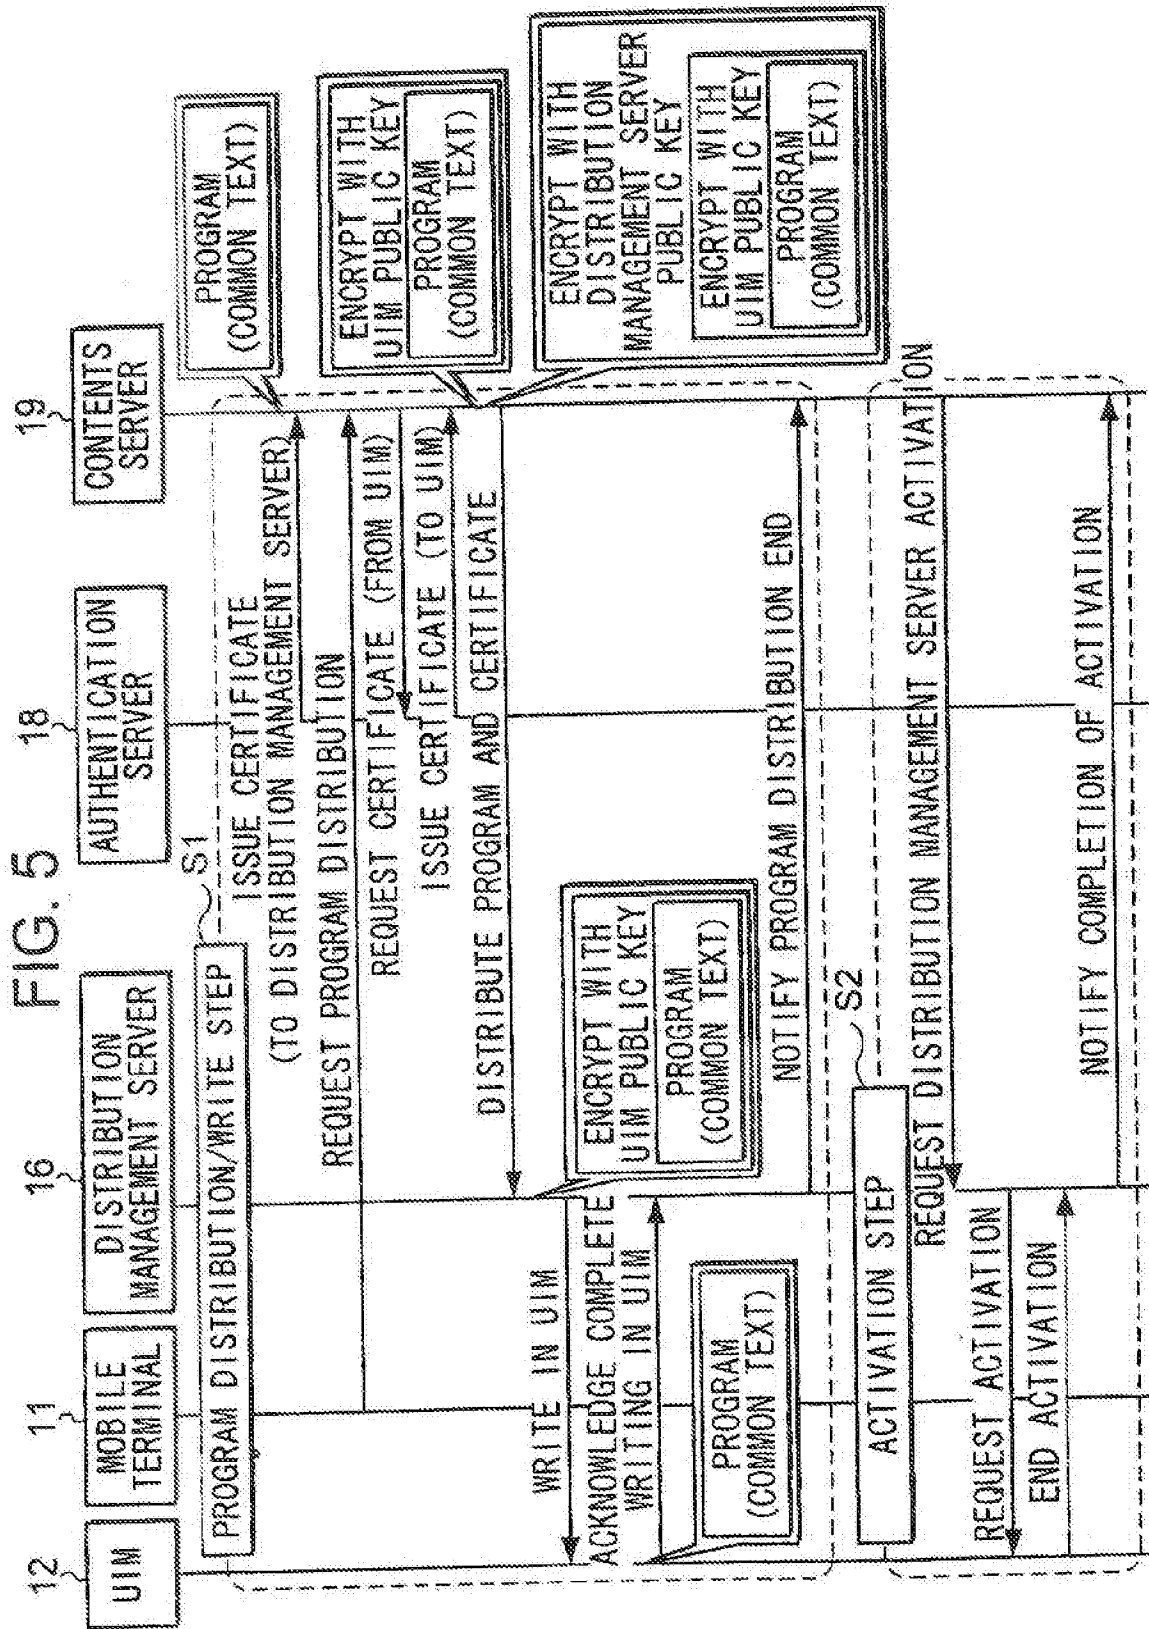 FIG. 5
12
UIM
11
MOBILE
TERMINAL
16
DISTRIBUTION
MANAGEMENT SERVER
18
AUTHENTICATION
SERVER
19
CONTENTS
SERVER
PROGRAM DISTRIBUTION/WRITE STEP
S1
PROGRAM
(COMMON TEXT)
ISSUE CERTIFICATE
(TO DISTRIBUTION MANAGEMENT SERVER)
REQUEST PROGRAM DISTRIBUTION
REQUEST CERTIFICATE (FROM UIM)
ENCRYPT WITH
UIM PUBLIC KEY
PROGRAM
(COMMON TEXT)
ISSUE CERTIFICATE (TO UIM)
DISTRIBUTE PROGRAM AND CERTIFICATE
ENCRYPT WITH
DISTRIBUTION
MANAGEMENT SERVER
PUBLIC KEY
ENCRYPT WITH
UIM PUBLIC KEY
PROGRAM
(COMMON TEXT)
WRITE IN UIM
ENCRYPT WITH
UIM PUBLIC KEY
PROGRAM
(COMMON TEXT)
ACKNOWLEDGE COMPLETE
WRITING IN UIM
PROGRAM
(COMMON TEXT)
NOTIFY PROGRAM DISTRIBUTION END
ACTIVATION STEP
S2
REQUEST DISTRIBUTION MANAGEMENT SERVER ACTIVATION
REQUEST ACTIVATION
END ACTIVATION
NOTIFY COMPLETION OF ACTIVATION